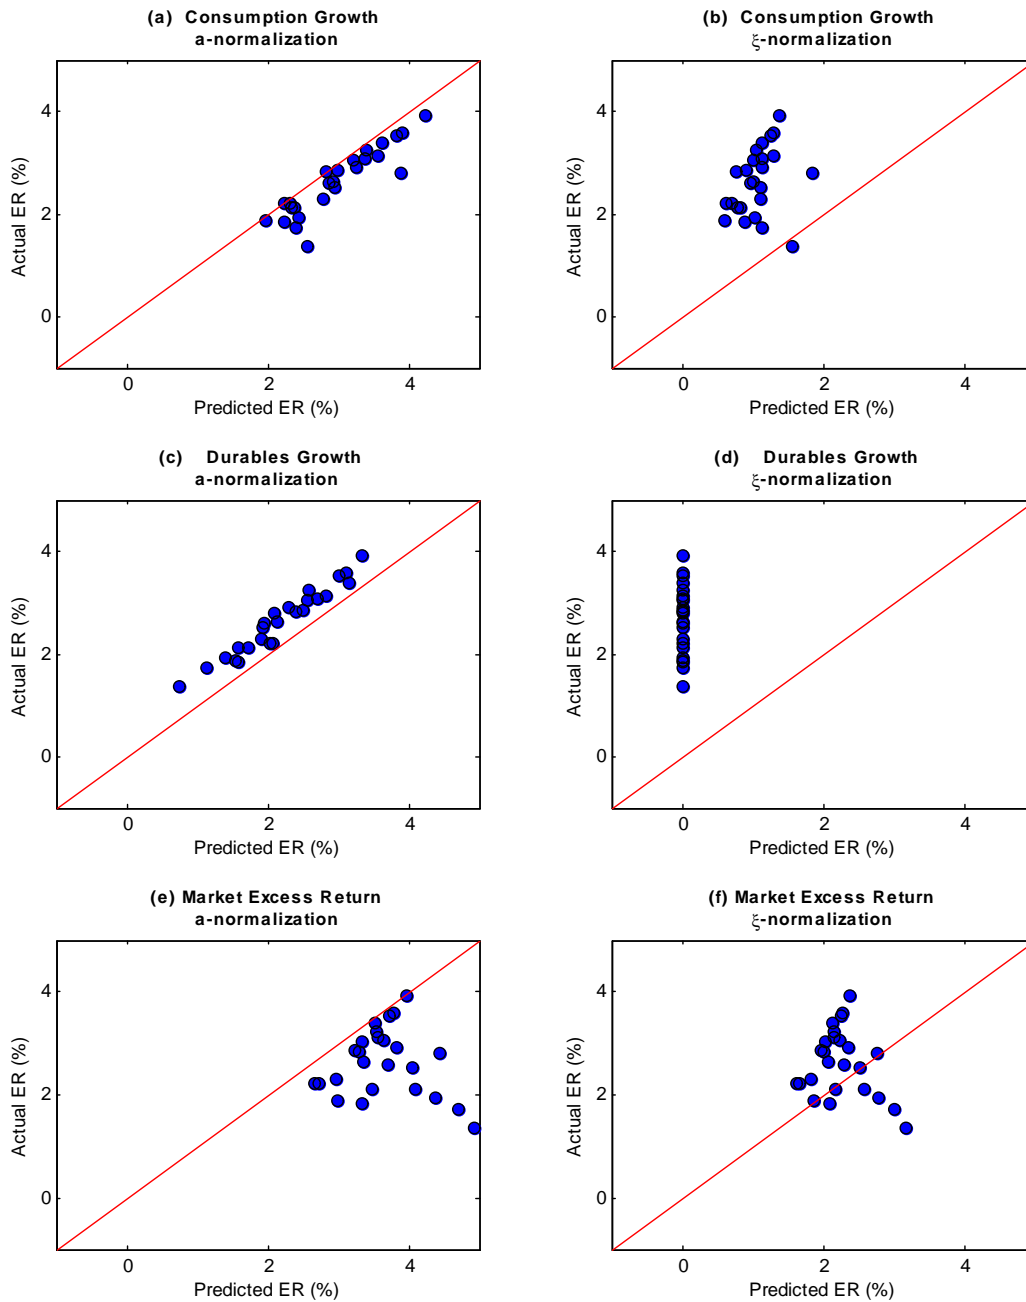 (a) Consumption Growth
a-normalization
4
2
0
Actual ER (%)
0 2 4
Predicted ER (%)
(b) Consumption Growth
ξ-normalization
4
2
0
Actual ER (%)
0 2 4
Predicted ER (%)
(c) Durables Growth
a-normalization
4
2
0
Actual ER (%)
0 2 4
Predicted ER (%)
(d) Durables Growth
ξ-normalization
4
2
0
Actual ER (%)
0 2 4
Predicted ER (%)
(e) Market Excess Return
a-normalization
4
2
0
Actual ER (%)
0 2 4
Predicted ER (%)
(f) Market Excess Return
ξ-normalization
4
2
0
Actual ER (%)
0 2 4
Predicted ER (%)